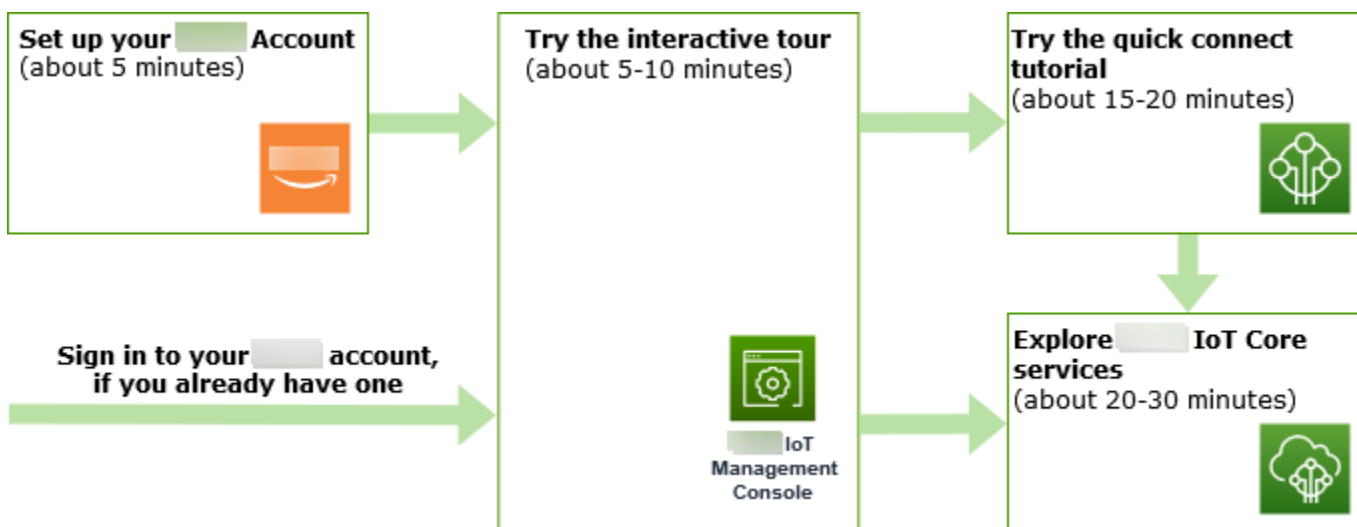 Set up your Account
(about 5 minutes)
Try the interactive tour
(about 5-10 minutes)
Try the quick connect
tutorial
(about 15-20 minutes)
Sign in to your account,
if you already have one
IoT
Management
Console
Explore IoT Core
services
(about 20-30 minutes)